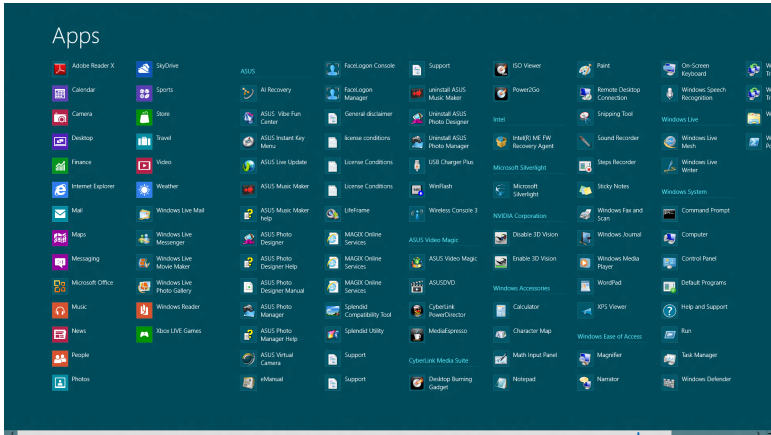 Apps
Adobe Reader X
Calendar
Camera
Desktop
Finance
Internet Explorer
Mail
Maps
Messaging
Microsoft Office
Music
News
People
Photos
SkyDrive
Sports
Store
Travel
Video
Weather
Windows Live Mail
Windows Live
Messenger
Windows Live
Movie Maker
Windows Live
Photo Gallery
Windows Reader
Xbox LIVE Games
ASUS
AI Recovery
ASUS Vibe Fun
Center
ASUS Instant Key
Menu
ASUS Live Update
ASUS Music Maker
ASUS Music Maker
help
ASUS Photo
Designer
ASUS Photo
Designer Help
ASUS Photo
Designer Manual
ASUS Photo
Manager
ASUS Photo
Manager Help
ASUS Virtual
Camera
eManual
FaceLogon Console
FaceLogon
Manager
General disclaimer
license conditions
License Conditions
License Conditions
LifeFrame
MAGIX Online
Services
MAGIX Online
Services
MAGIX Online
Services
Splendid
Compatibility Tool
Splendid Utility
Support
Support
Support
uninstall ASUS
Music Maker
Uninstall ASUS
Photo Designer
Uninstall ASUS
Photo Manager
USB Charger Plus
WinFlash
Wireless Console 3
ASUS Video Magic
ASUS Video Magic
ASUSDVD
CyberLink
PowerDirector
MediaEspresso
CyberLink Media Suite
Desktop Burning
Gadget
ISO Viewer
Power2Go
Intel
Intel(R) ME FW
Recovery Agent
Microsoft Silverlight
Microsoft
Silverlight
NVIDIA Corporation
Disable 3D Vision
Enable 3D Vision
Windows Accessories
Calculator
Character Map
Math Input Panel
Notepad
Paint
Remote Desktop
Connection
Snipping Tool
Sound Recorder
Steps Recorder
Sticky Notes
Windows Fax and
Scan
Windows Journal
Windows Media
Player
WordPad
XPS Viewer
Windows Ease of Access
Magnifier
Narrator
On-Screen
Keyboard
Windows Speech
Recognition
Windows Live
Windows Live
Mesh
Windows Live
Writer
Windows System
Command Prompt
Computer
Control Panel
Default Programs
Help and Support
Run
Task Manager
Windows Defender